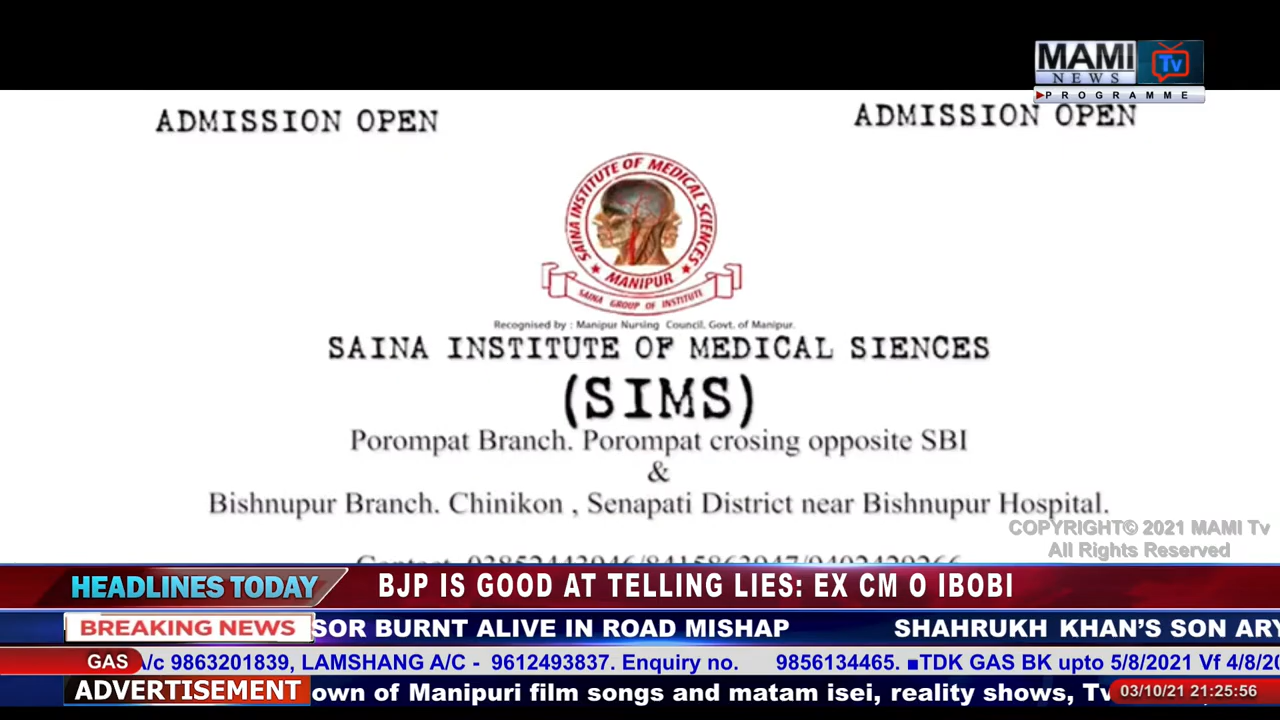 MAMI Tv
NEWS
PROGRAMME
ADMISSION OPEN
ADMISSION OPEN
SAINA INSTITUTE OF MEDICAL SCIENCES
MANIPUR
SAINA GROUP OF INSTITUTE
Recognised by : Manipur Nursing Council. Govt. of Manipur.
SAINA INSTITUTE OF MEDICAL SIENCES
(SIMS)
Porompat Branch. Porompat crosing opposite SBI
&
Bishnupur Branch. Chinikon , Senapati District near Bishnupur Hospital.
COPYRIGHT© 2021 MAMI Tv
All Rights Reserved
HEADLINES TODAY BJP IS GOOD AT TELLING LIES: EX CM O IBOBI
BREAKING NEWS SOR BURNT ALIVE IN ROAD MISHAP SHAHRUKH KHAN'S SON ARY
GAS A/c 9863201839, LAMSHANG A/C - 9612493837. Enquiry no. 9856134465. ■TDK GAS BK upto 5/8/2021 Vf 4/8/20
ADVERTISEMENT own of Manipuri film songs and matam isei, reality shows, Tv
03/10/21 21:25:56